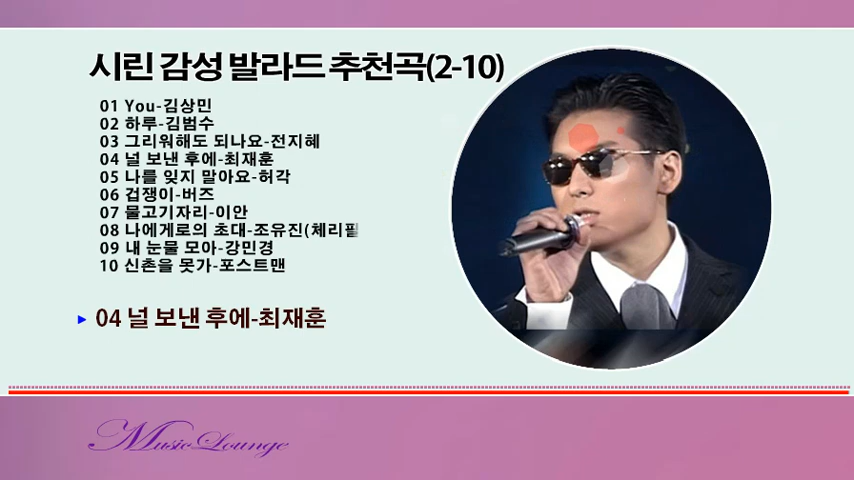 시린 감성 발라드 추천곡(2-10)
01 You-김상민
02 하루-김범수
03 그리워해도 되나요-전지혜
04 널 보낸 후에-최재훈
05 나를 잊지 말아요-허각
06 겁쟁이-버즈
07 물고기자리-이안
08 나에게로의 초대-조유진(체리필
09 내 눈물 모아-강민경
10 신촌을 못가-포스트맨
04 널 보낸 후에-최재훈
MusicLounge